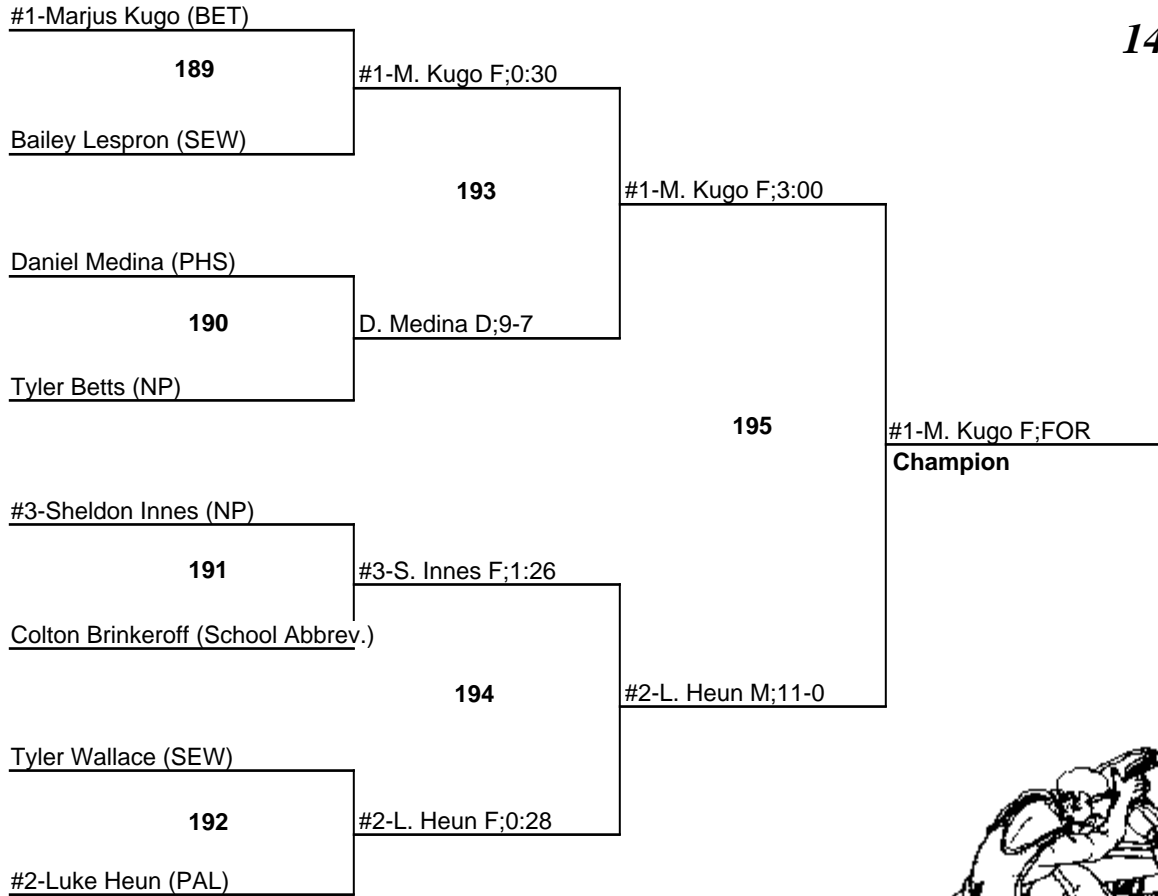 #1-Marjus Kugo (BET)
14
189
#1-M. Kugo F;0:30
Bailey Lespron (SEW)
193
#1-M. Kugo F;3:00
Daniel Medina (PHS)
190
D. Medina D;9-7
Tyler Betts (NP)
195
#1-M. Kugo F;FOR
Champion
#3-Sheldon Innes (NP)
191
#3-S. Innes F;1:26
Colton Brinkeroff (School Abbrev.)
194
#2-L. Heun M;11-0
Tyler Wallace (SEW)
192
#2-L. Heun F;0:28
#2-Luke Heun (PAL)